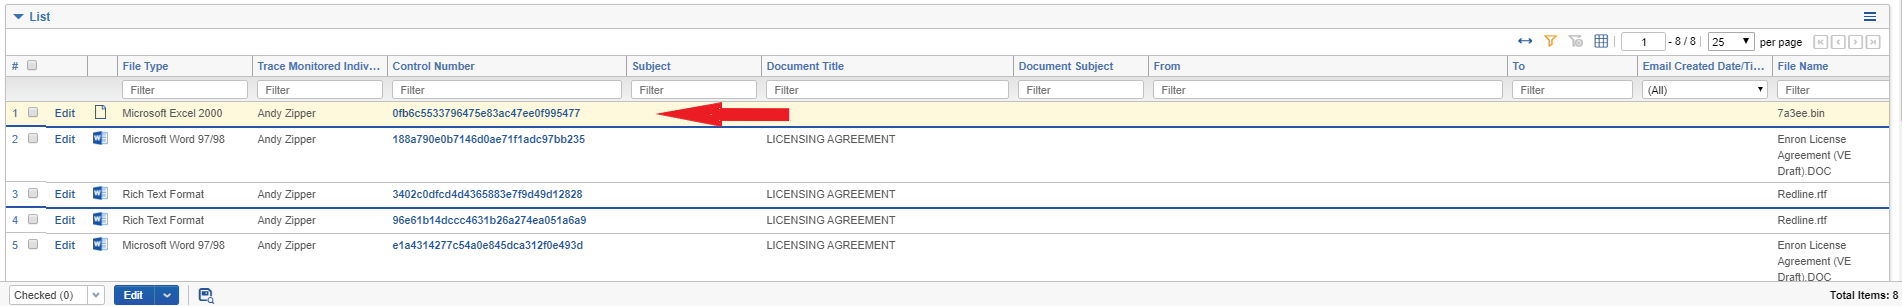 List
1 - 8 / 8 25 per page
# File Type Trace Monitored Indiv... Control Number Subject Document Title Document Subject From To Email Created Date/Ti... File Name
Filter Filter Filter Filter Filter Filter Filter Filter (All) Filter
1 Edit Microsoft Excel 2000 Andy Zipper 0fb6c5533796475e83ac47ee0f995477 7a3ee.bin
2 Edit Microsoft Word 97/98 Andy Zipper 188a790e0b7146d0ae71f1adc97bb235 LICENSING AGREEMENT Enron License
Agreement (VE
Draft).DOC
3 Edit Rich Text Format Andy Zipper 3402c0dfcd4d4365883e7f9d49d12828 LICENSING AGREEMENT Redline.rtf
4 Edit Rich Text Format Andy Zipper 96e61b14dccc4631b26a274ea051a6a9 LICENSING AGREEMENT Redline.rtf
5 Edit Microsoft Word 97/98 Andy Zipper e1a4314277c54a0e845dca312f0e493d LICENSING AGREEMENT Enron License
Agreement (VE
Draft).DOC
Checked (0) Edit Total Items: 8